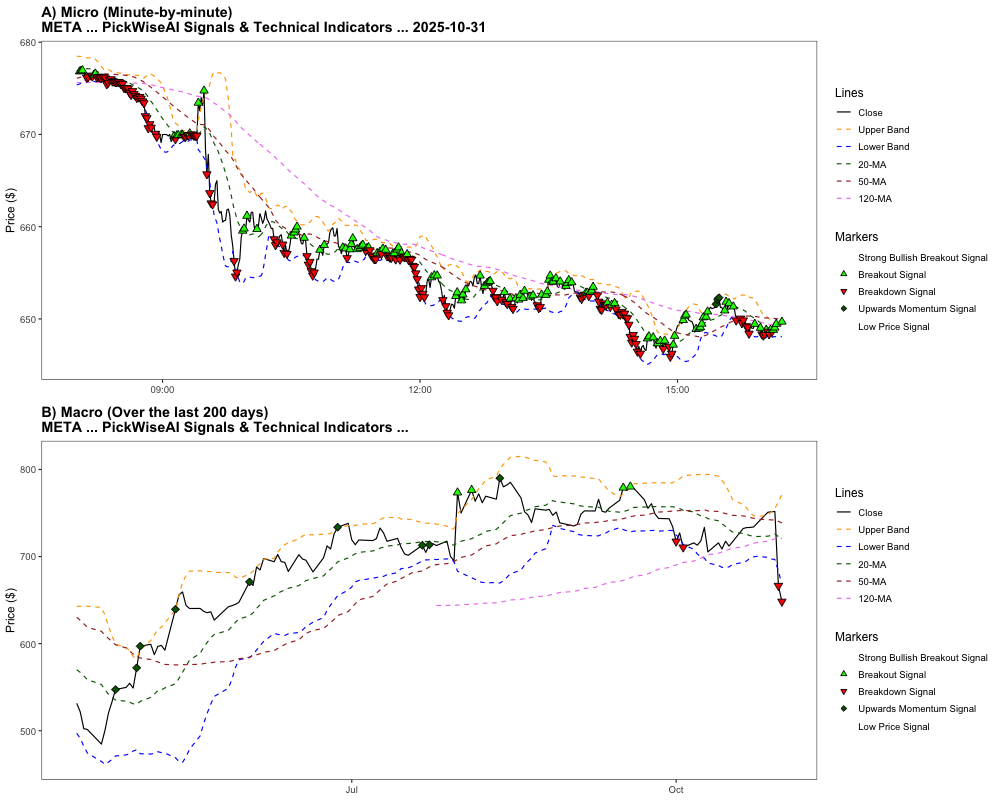 A) Micro (Minute-by-minute)
META ... PickWiseAI Signals & Technical Indicators ... 2025-10-31
680
670
660
650
Price ($)
09:00
12:00
15:00
Lines
Close
Upper Band
Lower Band
20-MA
50-MA
120-MA
Markers
Strong Bullish Breakout Signal
Breakout Signal
Breakdown Signal
Upwards Momentum Signal
Low Price Signal
B) Macro (Over the last 200 days)
META ... PickWiseAI Signals & Technical Indicators ...
800
700
600
500
Price ($)
Jul
Oct
Lines
Close
Upper Band
Lower Band
20-MA
50-MA
120-MA
Markers
Strong Bullish Breakout Signal
Breakout Signal
Breakdown Signal
Upwards Momentum Signal
Low Price Signal